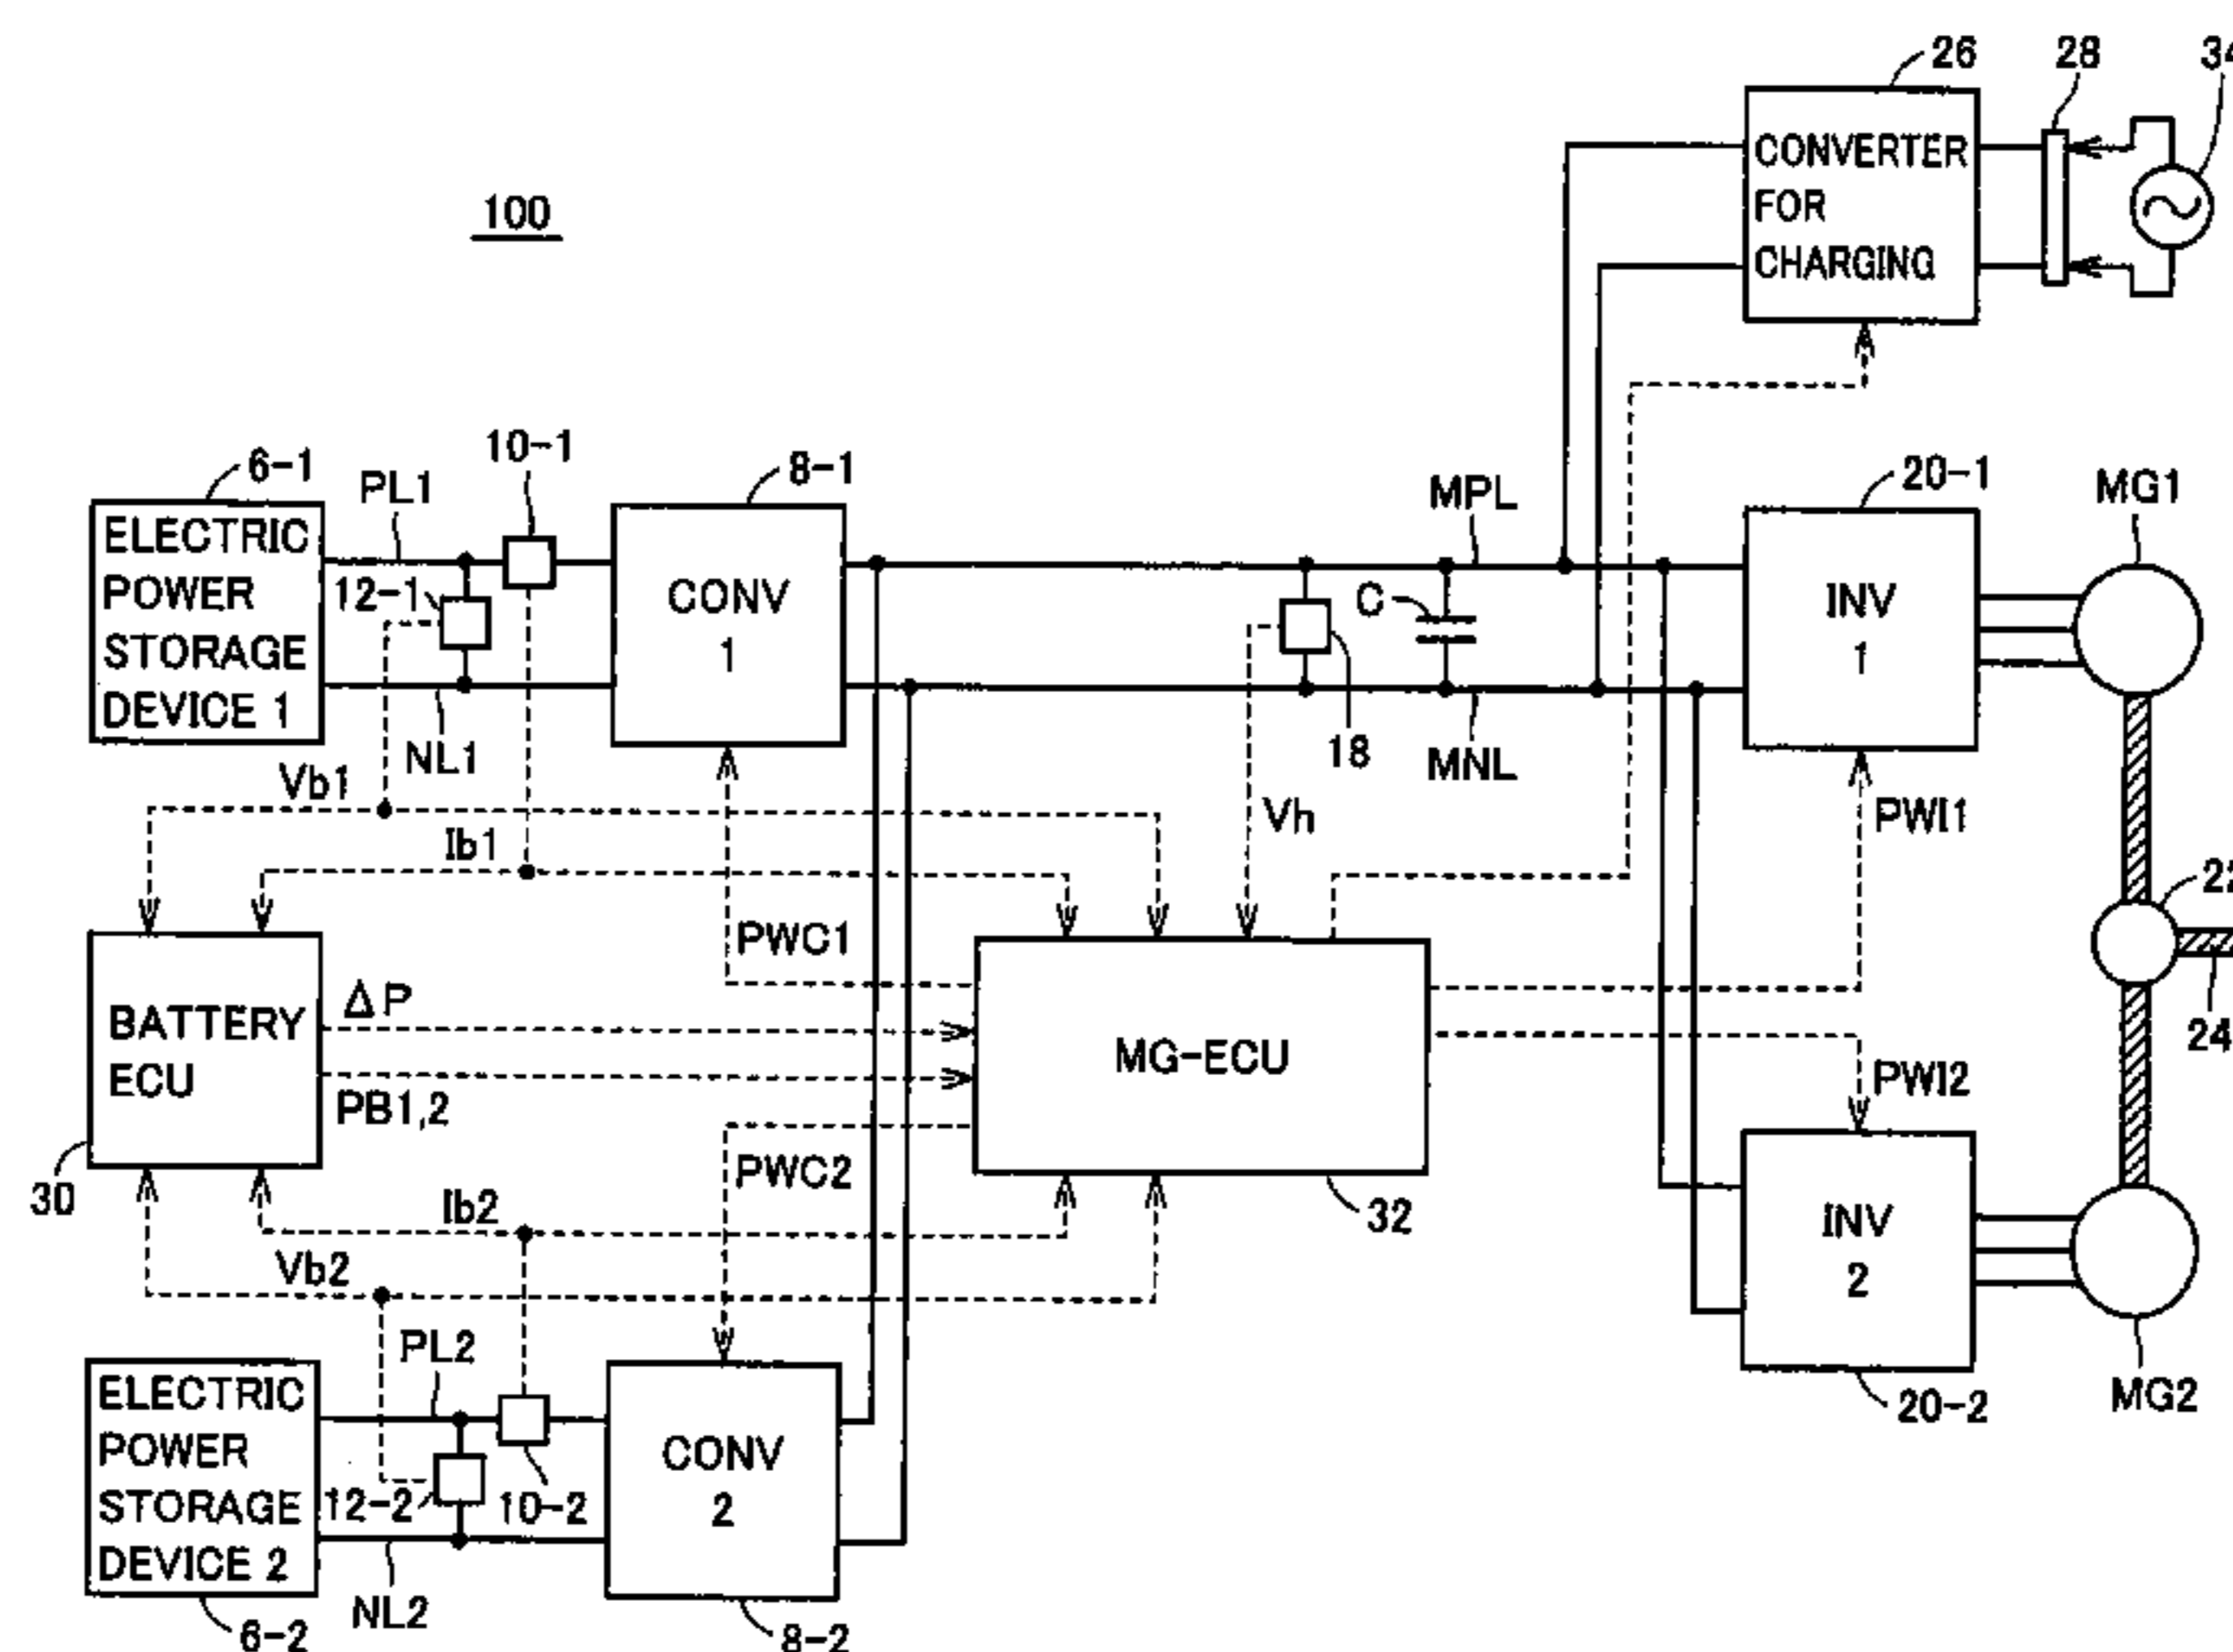 26
28
34
CONVERTER
FOR
CHARGING
100
10-1
6-1
8-1
20-1
PL1
MPL
MG1
ELECTRIC
POWER
STORAGE
DEVICE 1
12-1
CONV
1
C
INV
1
NL1
18
MNL
Vb1
Vh
PWI1
Ib1
22
PWC1
BATTERY
ECU
ΔP
MG-ECU
24
PB1,2
PWI2
30
PWC2
Ib2
32
Vb2
INV
2
PL2
ELECTRIC
POWER
STORAGE
DEVICE 2
CONV
2
MG2
20-2
12-2
10-2
NL2
6-2
8-2